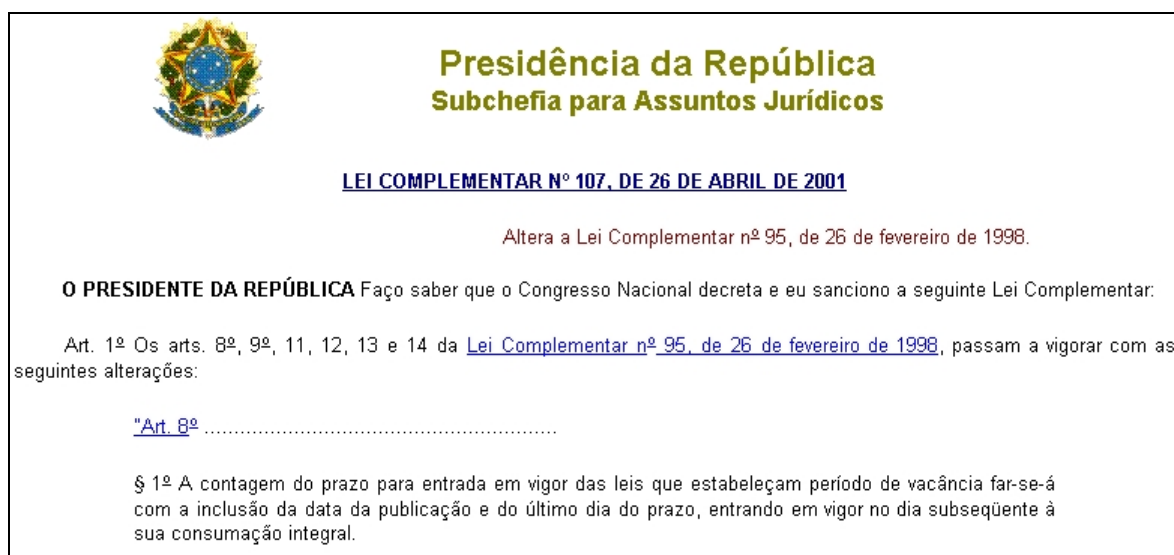 Presidência da República
Subchefia para Assuntos Jurídicos
LEI COMPLEMENTAR Nº 107, DE 26 DE ABRIL DE 2001
Altera a Lei Complementar nº 95, de 26 de fevereiro de 1998.
O PRESIDENTE DA REPÚBLICA Faço saber que o Congresso Nacional decreta e eu sanciono a seguinte Lei Complementar:
Art. 1º Os arts. 8º, 9º, 11, 12, 13 e 14 da Lei Complementar nº 95, de 26 de fevereiro de 1998, passam a vigorar com as
seguintes alterações:
"Art. 8º ...........................................................
§ 1º A contagem do prazo para entrada em vigor das leis que estabeleçam período de vacância far-se-á
com a inclusão da data da publicação e do último dia do prazo, entrando em vigor no dia subseqüente à
sua consumação integral.